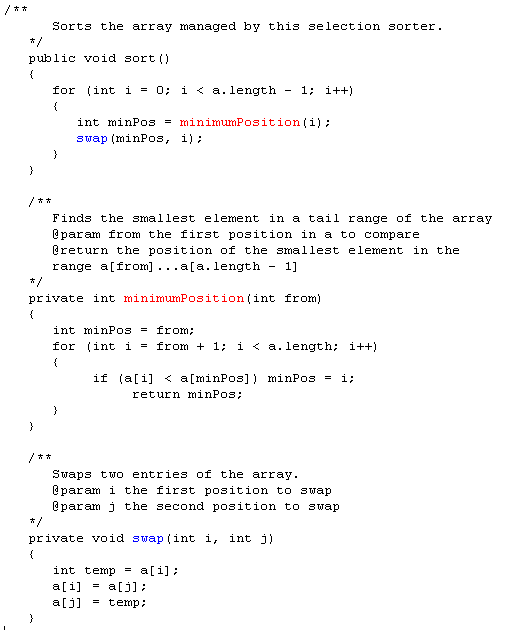 /**
Sorts the array managed by this selection sorter.
*/
public void sort()
{
for (int i = 0; i < a.length - 1; i++)
{
int minPos = minimumPosition(i);
swap(minPos, i);
}
}
/**
Finds the smallest element in a tail range of the array
@param from the first position in a to compare
@return the position of the smallest element in the
range a[from]...a[a.length - 1]
*/
private int minimumPosition(int from)
{
int minPos = from;
for (int i = from + 1; i < a.length; i++)
{
if (a[i] < a[minPos]) minPos = i;
return minPos;
}
}
/**
Swaps two entries of the array.
@param i the first position to swap
@param j the second position to swap
*/
private void swap(int i, int j)
{
int temp = a[i];
a[i] = a[j];
a[j] = temp;
}